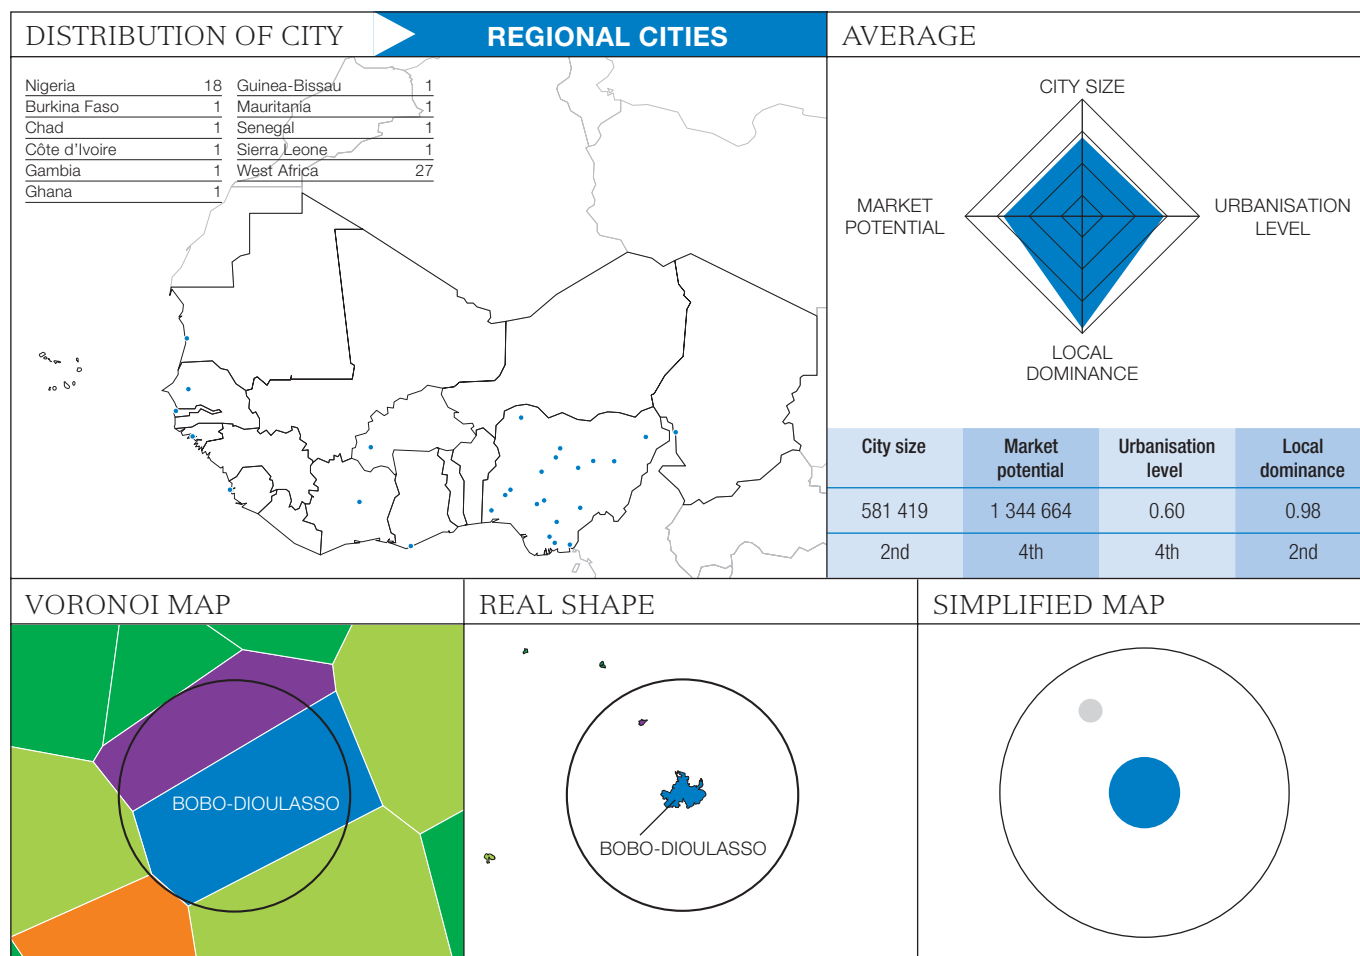 DISTRIBUTION OF CITY
REGIONAL CITIES
Nigeria 18
Burkina Faso 1
Chad 1
Côte d'Ivoire 1
Gambia 1
Ghana 1
Guinea-Bissau 1
Mauritania 1
Senegal 1
Sierra Leone 1
West Africa 27
AVERAGE
CITY SIZE
MARKET
POTENTIAL
URBANISATION
LEVEL
LOCAL
DOMINANCE
City size Market potential Urbanisation level Local dominance
581 419 1 344 664 0.60 0.98
2nd 4th 4th 2nd
VORONOI MAP
BOBO-DIOULASSO
REAL SHAPE
BOBO-DIOULASSO
SIMPLIFIED MAP